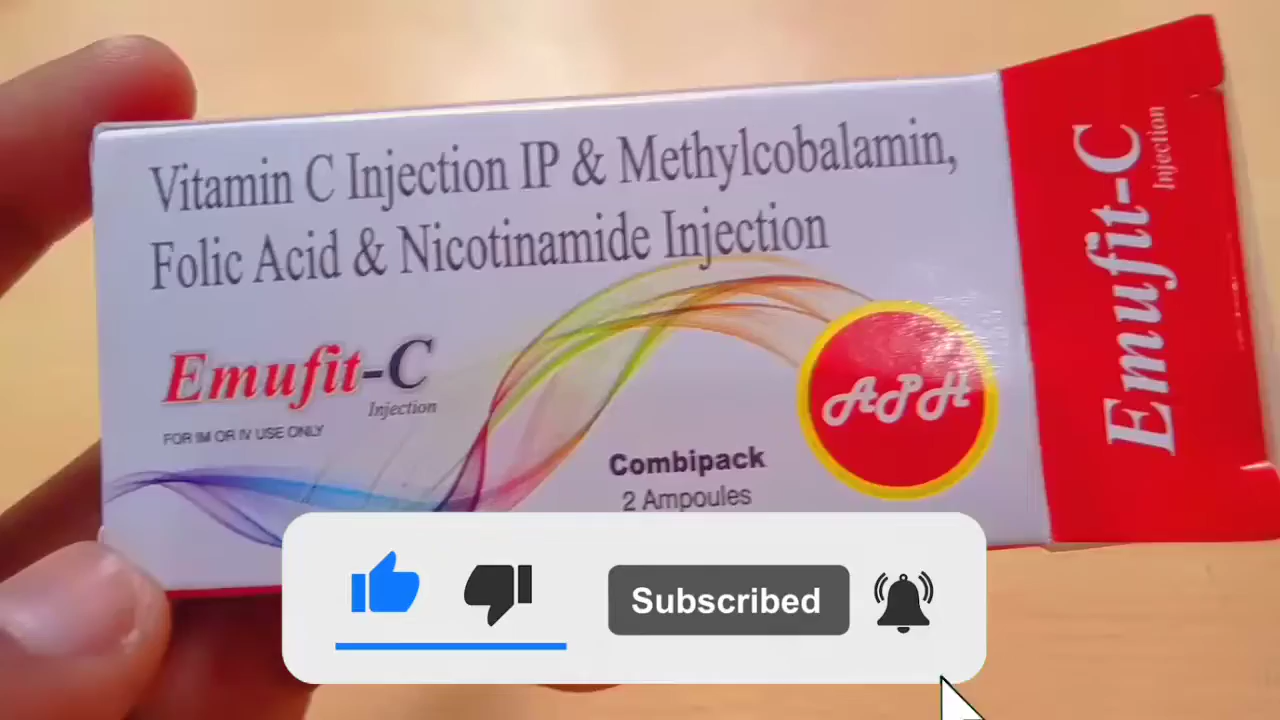 Vitamin C Injection IP & Methylcobalamin,
Folic Acid & Nicotinamide Injection
Emufit-C
Injection
FOR IM OR IV USE ONLY
APH
Combipack
2 Ampoules
Emufit-C
Injection
Subscribed